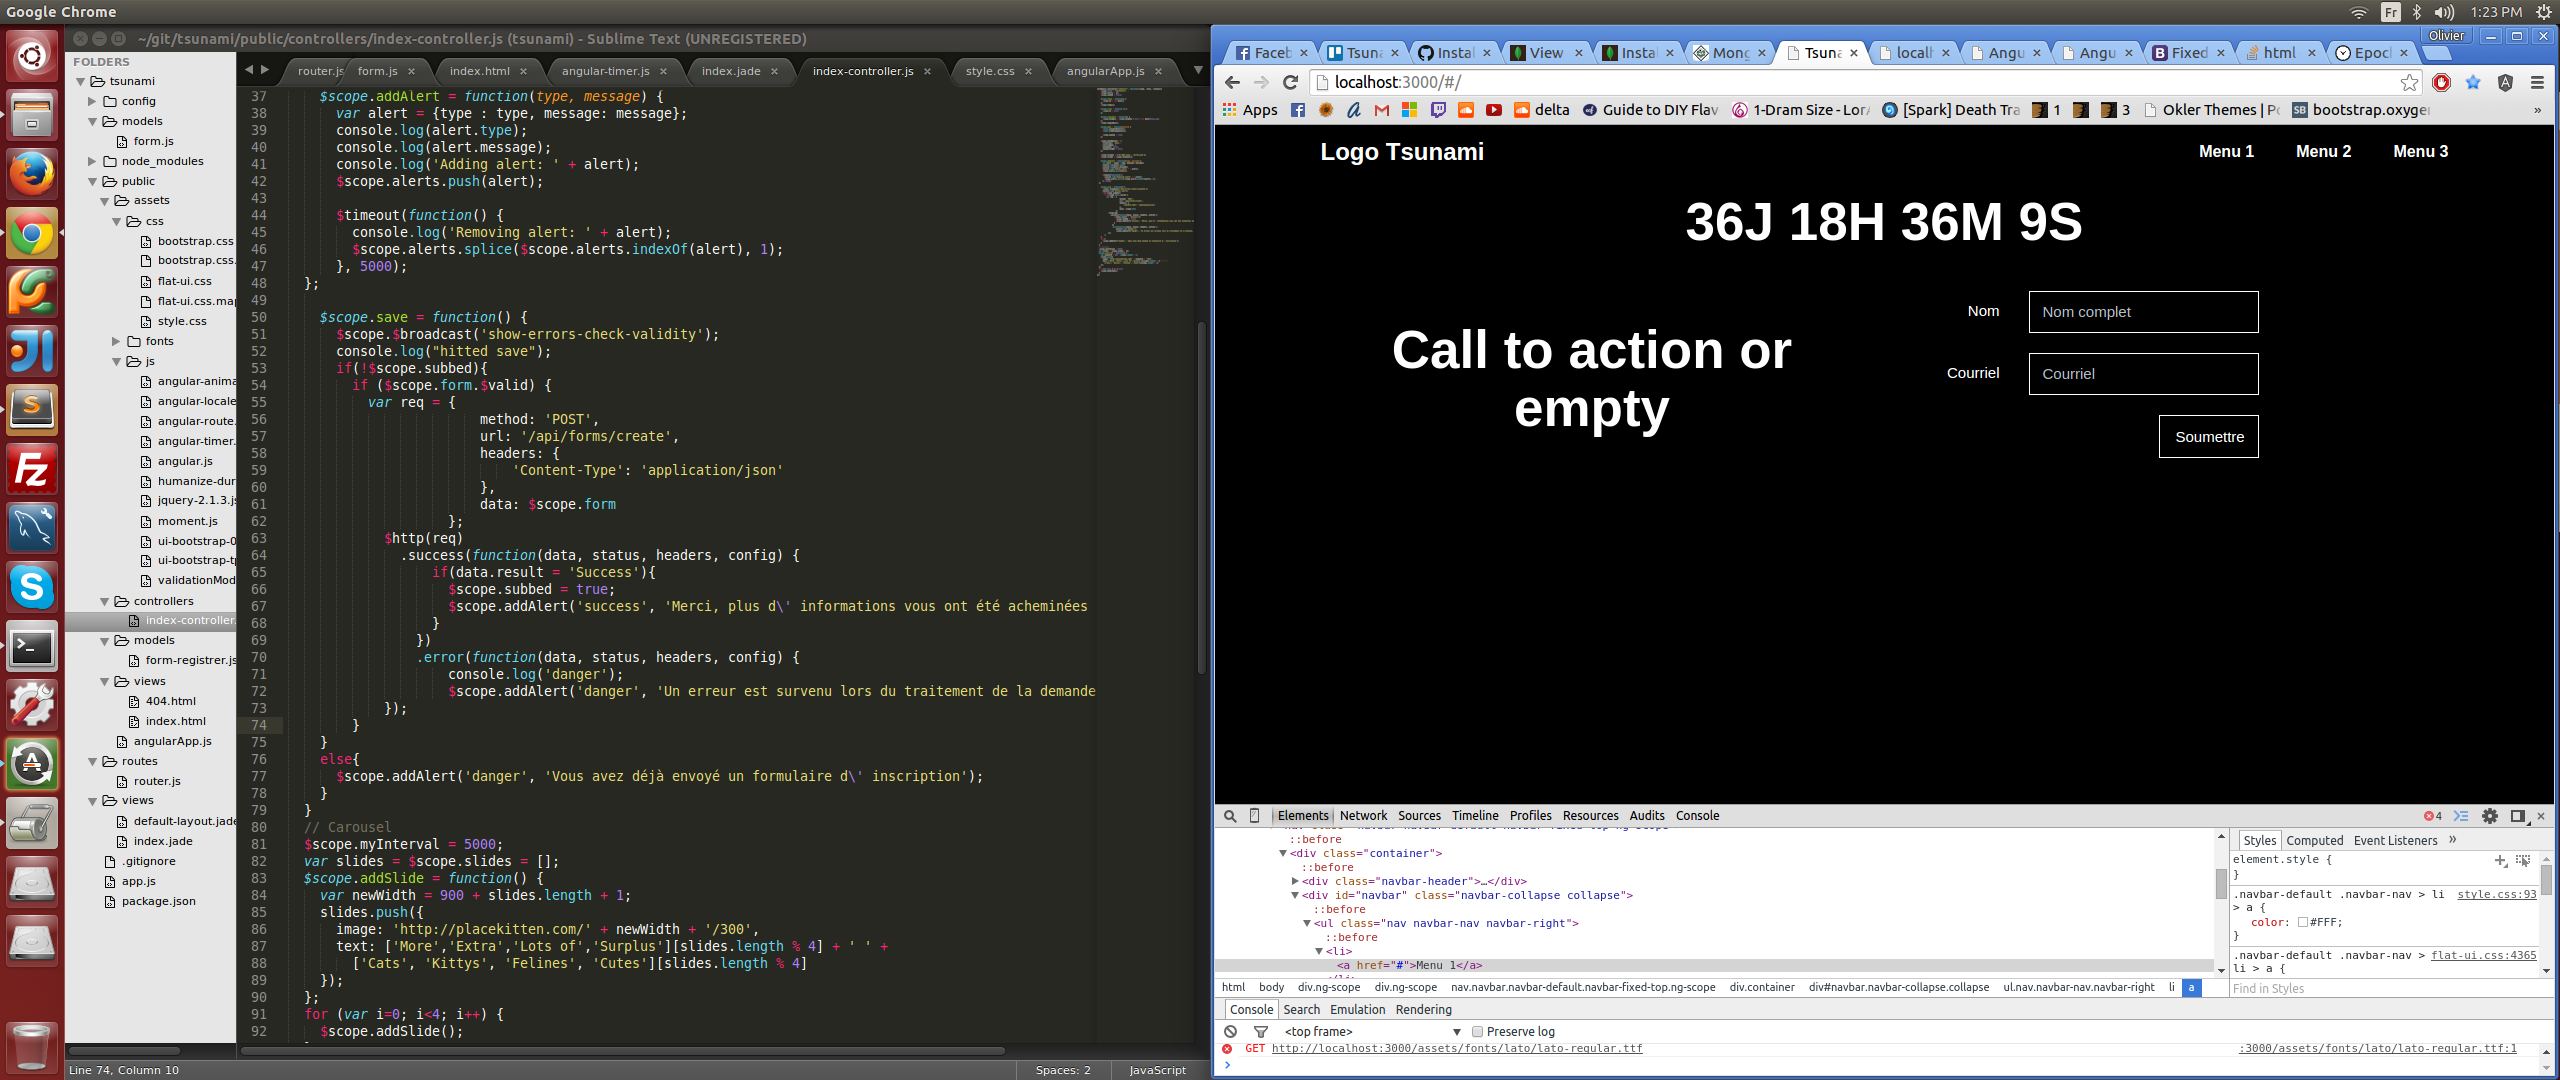 Google Chrome
Fr
1:23 PM
~/git/tsunami/public/controllers/index-controller.js (tsunami) - Sublime Text (UNREGISTERED)
FOLDERS
tsunami
config
models
form.js
node_modules
public
assets
css
bootstrap.css
bootstrap.css.
flat-ui.css
flat-ui.css.ma
style.css
fonts
js
angular-anima
angular-locale
angular-route.
angular-timer.
angular.js
humanize-dur
jquery-2.1.3.js
moment.js
ui-bootstrap-0
ui-bootstrap-t
validationMod
controllers
index-controller.
models
form-registrer.js
views
404.html
index.html
angularApp.js
routes
router.js
views
default-layout.jade
index.jade
.gitignore
app.js
package.json
router.js form.js index.html angular-timer.js index.jade index-controller.js style.css angularApp.js
37 $scope.addAlert = function(type, message) {
38 var alert = {type : type, message: message};
39 console.log(alert.type);
40 console.log(alert.message);
41 console.log('Adding alert: ' + alert);
42 $scope.alerts.push(alert);
43
44 $timeout(function() {
45 console.log('Removing alert: ' + alert);
46 $scope.alerts.splice($scope.alerts.indexOf(alert), 1);
47 }, 5000);
48 };
49
50 $scope.save = function() {
51 $scope.$broadcast('show-errors-check-validity');
52 console.log("hitted save");
53 if(!$scope.subbed){
54 if ($scope.form.$valid) {
55 var req = {
56 method: 'POST',
57 url: '/api/forms/create',
58 headers: {
59 'Content-Type': 'application/json'
60 },
61 data: $scope.form
62 };
63 $http(req)
64 .success(function(data, status, headers, config) {
65 if(data.result = 'Success'){
66 $scope.subbed = true;
67 $scope.addAlert('success', 'Merci, plus d\' informations vous ont été acheminées
68 }
69 })
70 .error(function(data, status, headers, config) {
71 console.log('danger');
72 $scope.addAlert('danger', 'Un erreur est survenu lors du traitement de la demande
73 });
74 }
75 }
76 else{
77 $scope.addAlert('danger', 'Vous avez déjà envoyé un formulaire d\' inscription');
78 }
79 }
80 // Carousel
81 $scope.myInterval = 5000;
82 var slides = $scope.slides = [];
83 $scope.addSlide = function() {
84 var newWidth = 900 + slides.length + 1;
85 slides.push({
86 image: 'http://placekitten.com/' + newWidth + '/300',
87 text: ['More','Extra','Lots of','Surplus'][slides.length % 4] + ' ' +
88 ['Cats', 'Kittys', 'Felines', 'Cutes'][slides.length % 4]
89 });
90 };
91 for (var i=0; i<4; i++) {
92 $scope.addSlide();
Line 74, Column 10
Spaces: 2
JavaScript
Olivier
Faceb Tsuna Instal View Instal Mong Tsuna localh Angu Angu Fixed html Epoc
localhost:3000/#/
Apps delta Guide to DIY Flav 1-Dram Size - Lor [Spark] Death Tra 1 3 Okler Themes | Po bootstrap.oxyge »
Logo Tsunami
Menu 1 Menu 2 Menu 3
36J 18H 36M 9S
Call to action or
empty
Nom
Nom complet
Courriel
Courriel
Soumettre
Elements Network Sources Timeline Profiles Resources Audits Console
4
::before
<div class="container">
::before
<div class="navbar-header">…</div>
<div id="navbar" class="navbar-collapse collapse">
::before
<ul class="nav navbar-nav navbar-right">
::before
<li>
<a href="#">Menu 1</a>
html body div.ng-scope div.ng-scope nav.navbar.navbar-default.navbar-fixed-top.ng-scope div.container div#navbar.navbar-collapse.collapse ul.nav.navbar-nav.navbar-right li a
Styles Computed Event Listeners »
element.style {
}
.navbar-default .navbar-nav > li style.css:93
> a {
color: #FFF;
}
.navbar-default .navbar-nav > flat-ui.css:4365
li > a {
Find in Styles
Console Search Emulation Rendering
<top frame>
Preserve log
GET http://localhost:3000/assets/fonts/lato/lato-regular.ttf
:3000/assets/fonts/lato/lato-regular.ttf:1